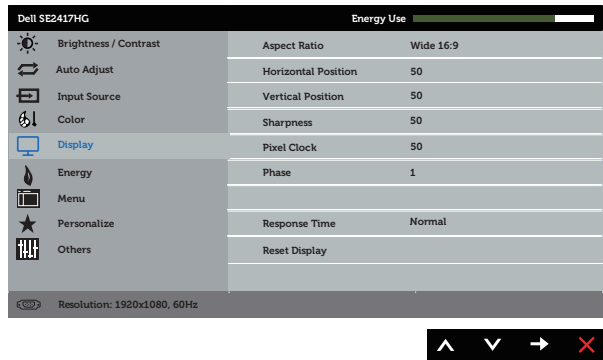 Dell SE2417HG Energy Use
Brightness / Contrast Aspect Ratio Wide 16:9
Auto Adjust Horizontal Position 50
Input Source Vertical Position 50
Color Sharpness 50
Display Pixel Clock 50
Energy Phase 1
Menu
Personalize Response Time Normal
Others Reset Display
Resolution: 1920x1080, 60Hz